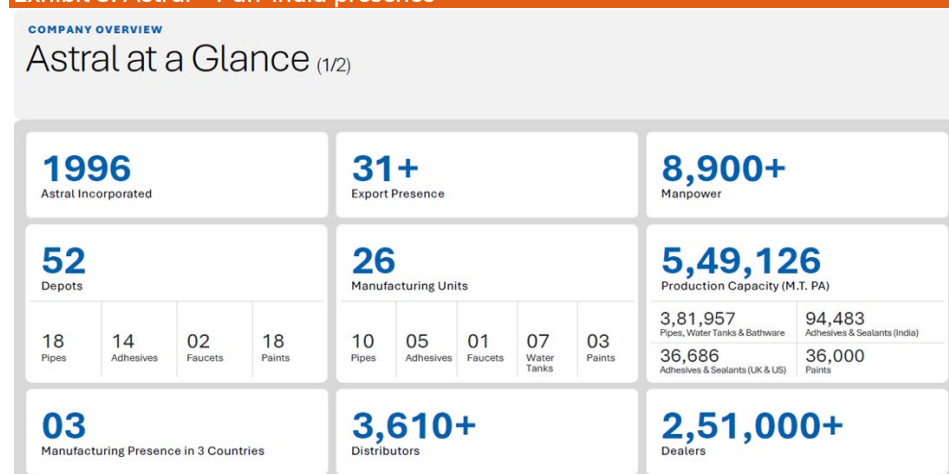 COMPANY OVERVIEW
Astral at a Glance (1/2)
1996
Astral Incorporated
31+
Export Presence
8,900+
Manpower
52
Depots
18
Pipes
14
Adhesives
02
Faucets
18
Paints
26
Manufacturing Units
10
Pipes
05
Adhesives
01
Faucets
07
Water
Tanks
03
Paints
5,49,126
Production Capacity (M.T. PA)
3,81,957
Pipes, Water Tanks & Bathware
94,483
Adhesives & Sealants (India)
36,686
Adhesives & Sealants (UK & US)
36,000
Paints
03
Manufacturing Presence in 3 Countries
3,610+
Distributors
2,51,000+
Dealers